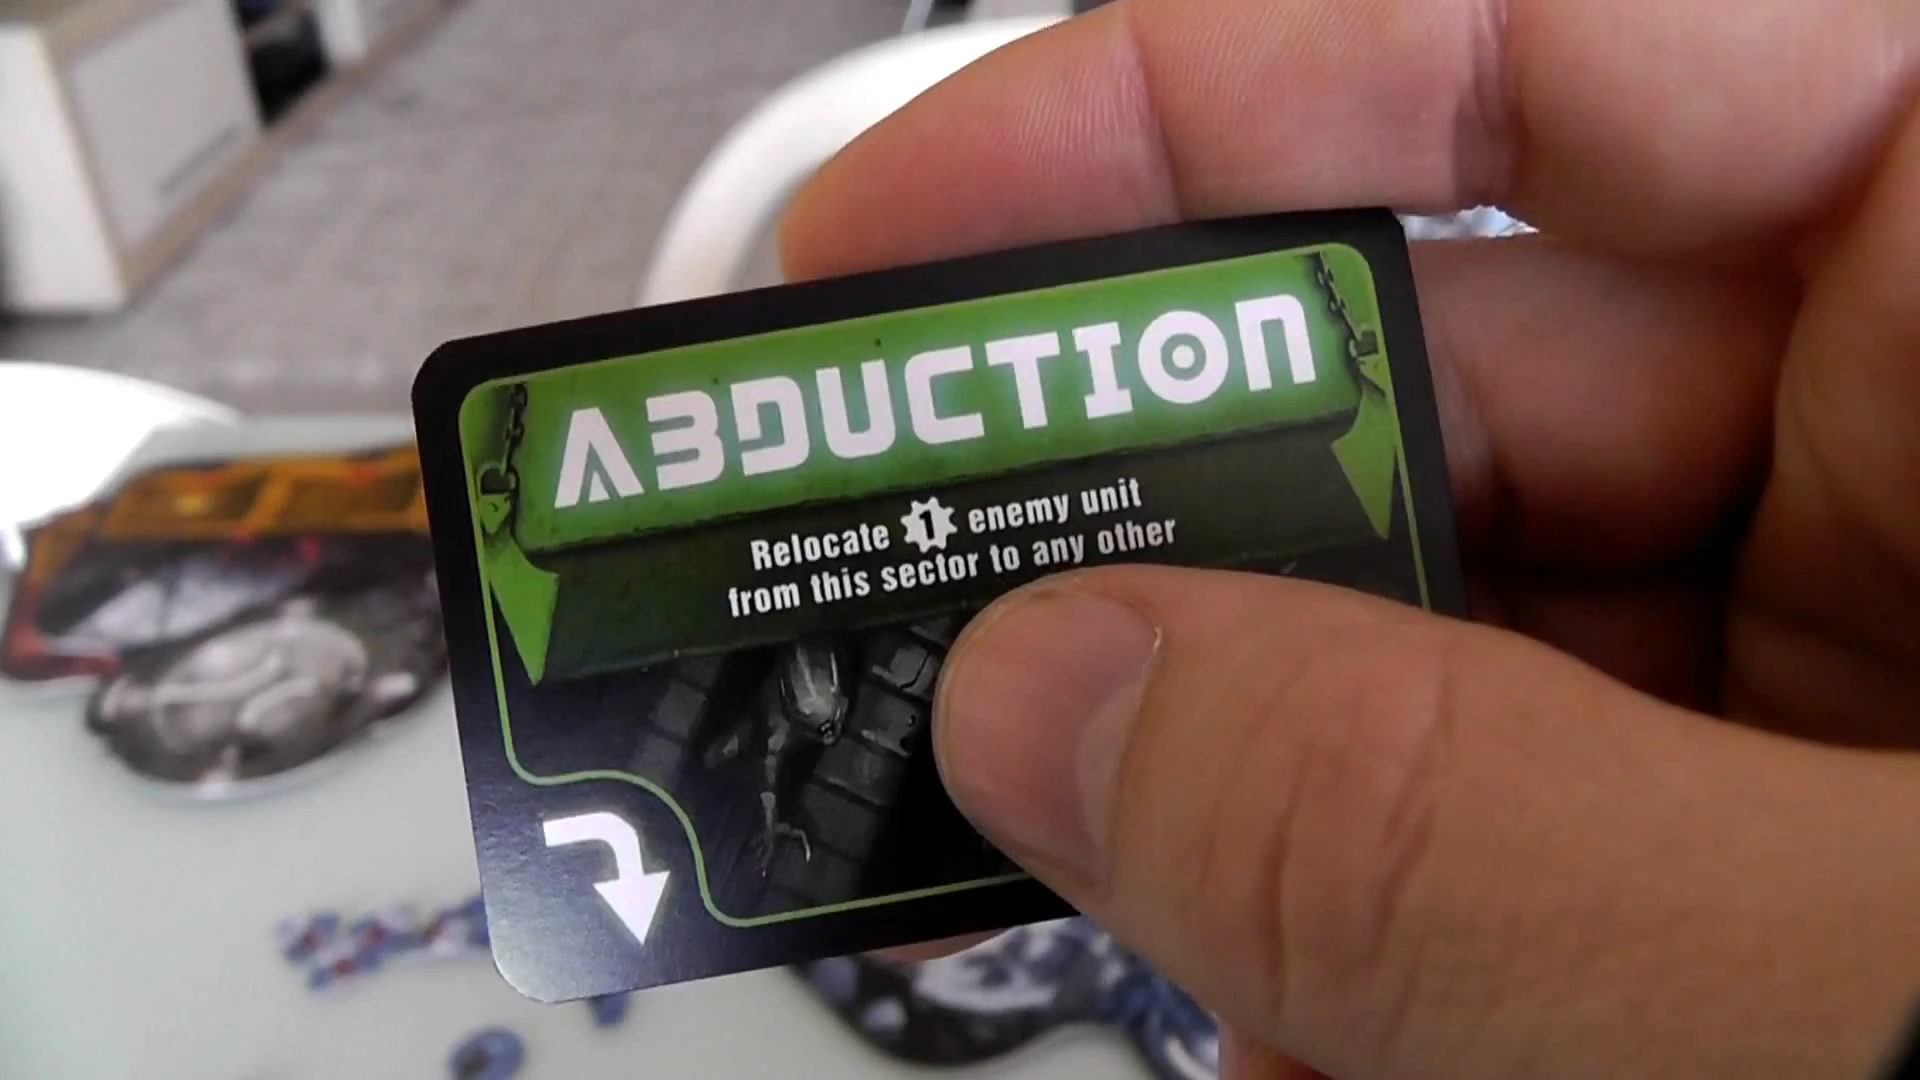 ABDUCTION
Relocate 1 enemy unit
from this sector to any other